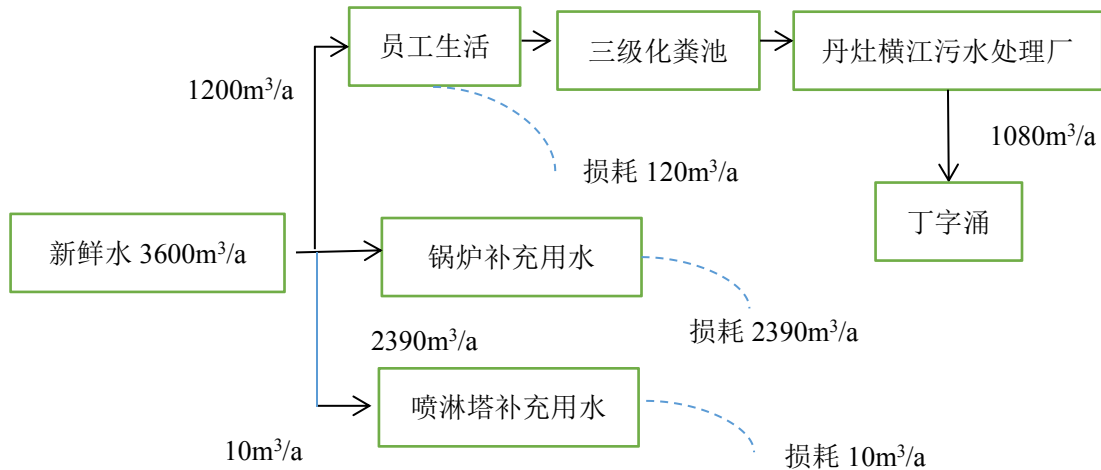 员工生活
三级化粪池
丹灶横江污水处理厂
1200m³/a
1080m³/a
损耗 120m³/a
丁字涌
新鲜水 3600m³/a
锅炉补充用水
损耗 2390m³/a
2390m³/a
喷淋塔补充用水
10m³/a
损耗 10m³/a